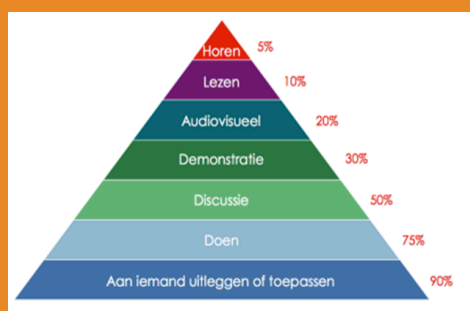 Horen 5%
Lezen 10%
Audiovisueel 20%
Demonstratie 30%
Discussie 50%
Doen 75%
Aan iemand uitleggen of toepassen 90%